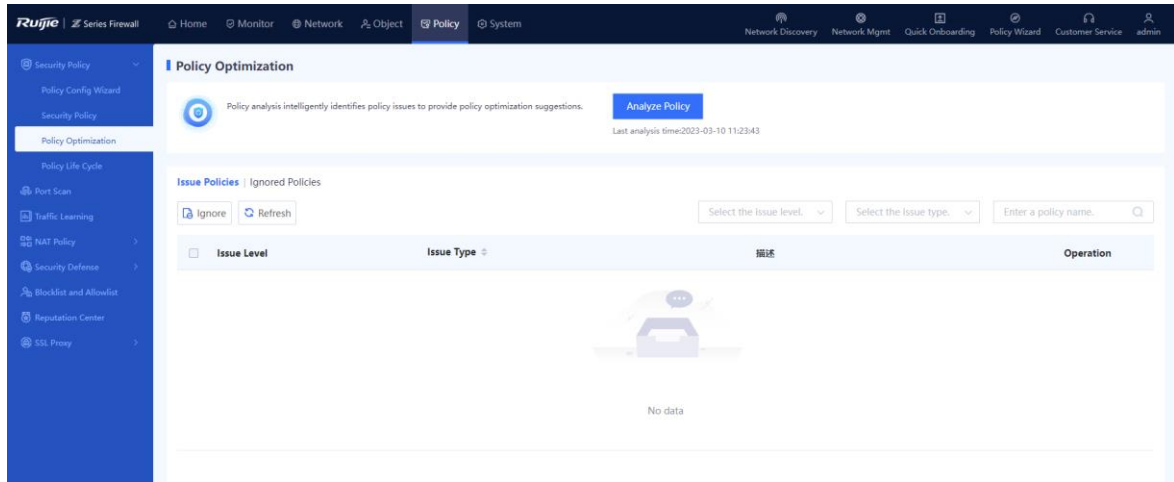 Ruijie | Z Series Firewall Home Monitor Network Object Policy System Network Discovery Network Mgmt Quick Onboarding Policy Wizard Customer Service admin
Security Policy
Policy Config Wizard
Security Policy
Policy Optimization
Policy Life Cycle
Port Scan
Traffic Learning
NAT Policy
Security Defense
Blocklist and Allowlist
Reputation Center
SSL Proxy
Policy Optimization
Policy analysis intelligently identifies policy issues to provide policy optimization suggestions. Analyze Policy
Last analysis time:2023-03-10 11:23:43
Issue Policies | Ignored Policies
Ignore Refresh Select the issue level. Select the issue type. Enter a policy name.
Issue Level Issue Type 描述 Operation
No data